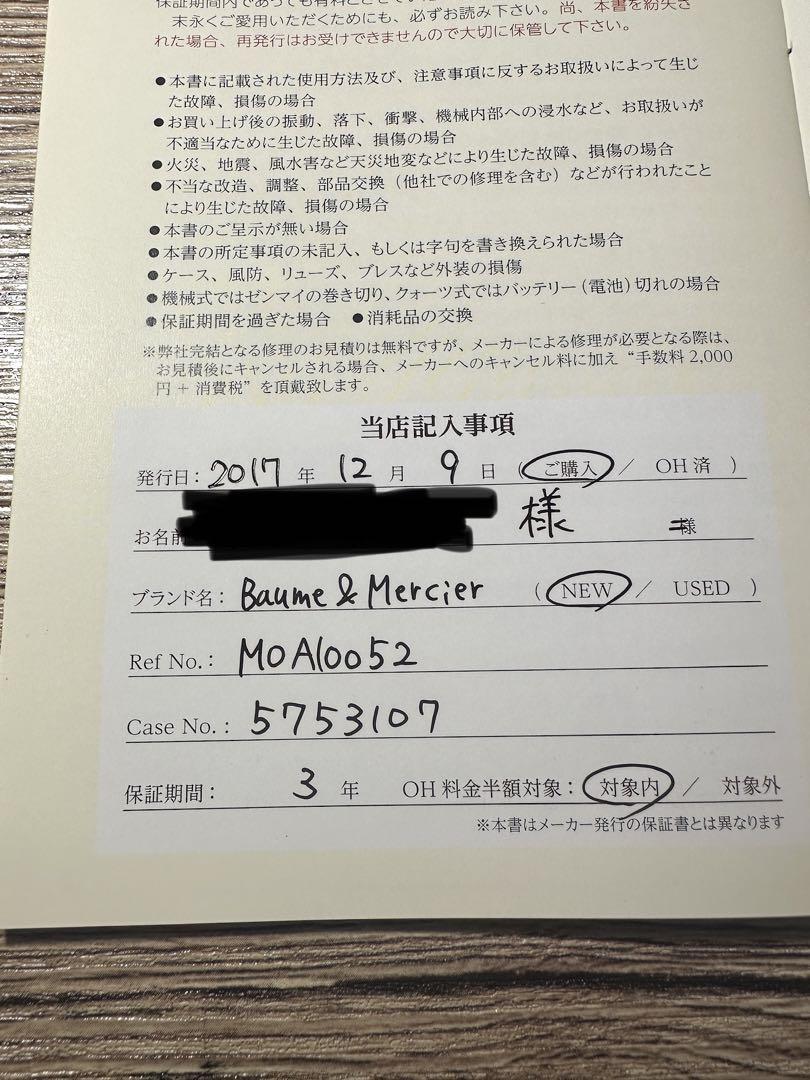 末永くご愛用いただくためにも、必ずお読み下さい。尚、本書を紛失さ
れた場合、再発行はお受けできませんので大切に保管して下さい。
●本書に記載された使用方法及び、注意事項に反するお取扱いによって生じ
た故障、損傷の場合
●お買い上げ後の振動、落下、衝撃、機械内部への浸水など、お取扱いが
不適当なために生じた故障、損傷の場合
●火災、地震、風水害など天災地変などにより生じた故障、損傷の場合
●不当な改造、調整、部品交換（他社での修理を含む）などが行われたこと
により生じた故障、損傷の場合
●本書のご呈示が無い場合
●本書の所定事項の未記入、もしくは字句を書き換えられた場合
●ケース、風防、リューズ、ブレスなど外装の損傷
●機械式ではゼンマイの巻き切り、クォーツ式ではバッテリー（電池）切れの場合
●保証期間を過ぎた場合 ●消耗品の交換
※弊社完結となる修理のお見積りは無料ですが、メーカーによる修理が必要となる際は、
お見積後にキャンセルされる場合、メーカーへのキャンセル料に加え“手数料2,000
円＋消費税”を頂戴致します。
当店記入事項
発行日：2017 年 12 月 9 日（ご購入 ／ OH済 ）
お名前 様 様
ブランド名：Baume & Mercier （ NEW ／ USED ）
Ref No.：MOA10052
Case No.：5753107
保証期間： 3 年 OH料金半額対象：対象内 ／ 対象外
※本書はメーカー発行の保証書とは異なります